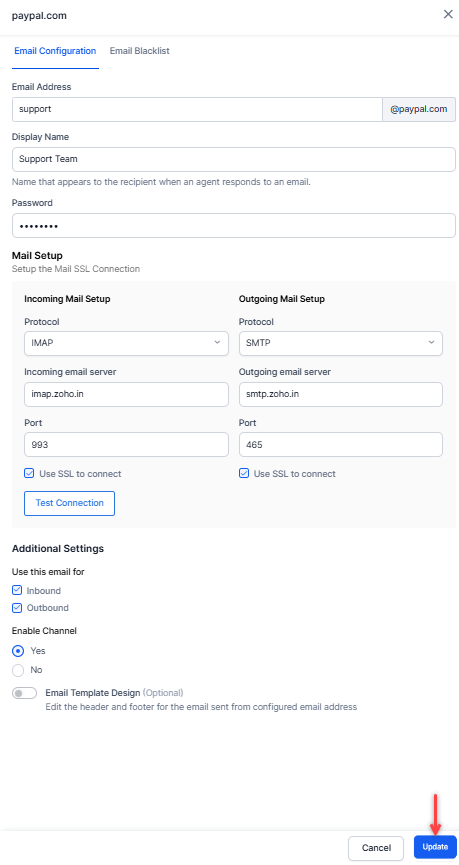 paypal.com
Email Configuration Email Blacklist
Email Address
support @paypal.com
Display Name
Support Team
Name that appears to the recipient when an agent responds to an email.
Password
••••••••
Mail Setup
Setup the Mail SSL Connection
Incoming Mail Setup
Protocol
IMAP
Incoming email server
imap.zoho.in
Port
993
Use SSL to connect
Outgoing Mail Setup
Protocol
SMTP
Outgoing email server
smtp.zoho.in
Port
465
Use SSL to connect
Test Connection
Additional Settings
Use this email for
Inbound
Outbound
Enable Channel
Yes
No
Email Template Design (Optional)
Edit the header and footer for the email sent from configured email address
Cancel Update